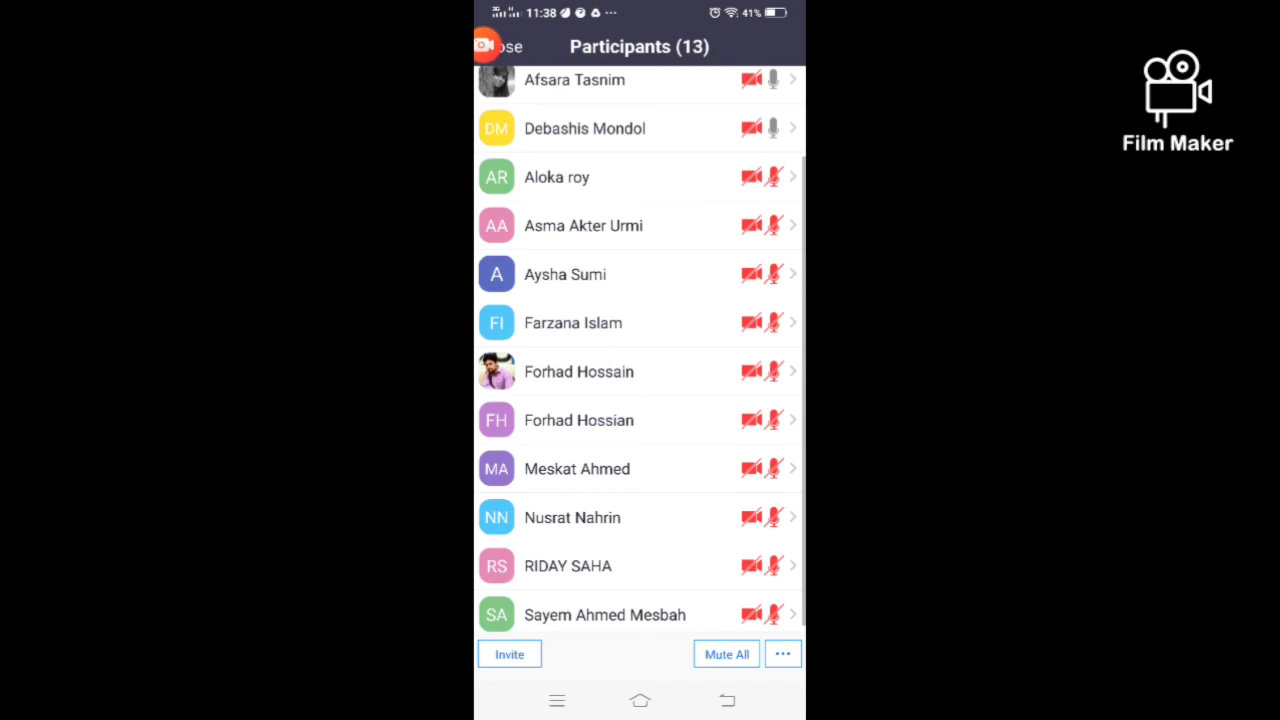 11:38
41%
ose
Participants (13)
Film Maker
Afsara Tasnim
DM Debashis Mondol
AR Aloka roy
AA Asma Akter Urmi
A Aysha Sumi
FI Farzana Islam
Forhad Hossain
FH Forhad Hossian
MA Meskat Ahmed
NN Nusrat Nahrin
RS RIDAY SAHA
SA Sayem Ahmed Mesbah
Invite
Mute All